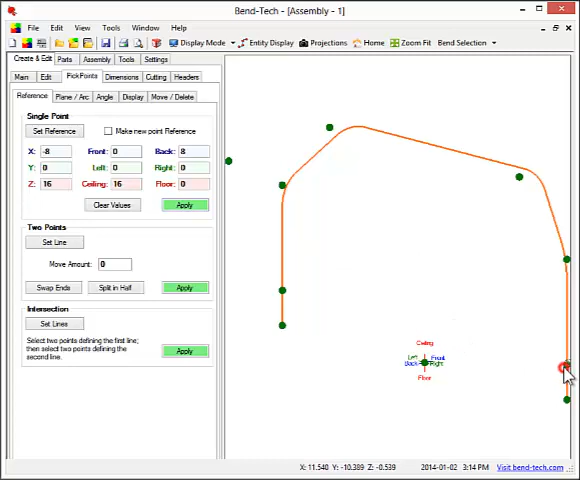 Bend-Tech - [Assembly - 1]
File Edit View Tools Window Help
Display Mode Entity Display Projections Home Zoom Fit Bend Selection
Create & Edit Parts Assembly Tools Settings
Main Edit PickPoints Dimensions Cutting Headers
Reference Plane / Arc Angle Display Move / Delete
Single Point
Set Reference Make new point Reference
X: -8 Front: 0 Back: 8
Y: 0 Left: 0 Right: 0
Z: 16 Ceiling: 16 Floor: 0
Clear Values Apply
Two Points
Set Line
Move Amount: 0
Swap Ends Split in Half Apply
Intersection
Set Lines
Select two points defining the first line;
then select two points defining the
second line.
Apply
Ceiling
Left Front
Back Right
Floor
X: 11.540 Y: -10.389 Z: -0.539 2014-01-02 3:14 PM Visit bend-tech.com